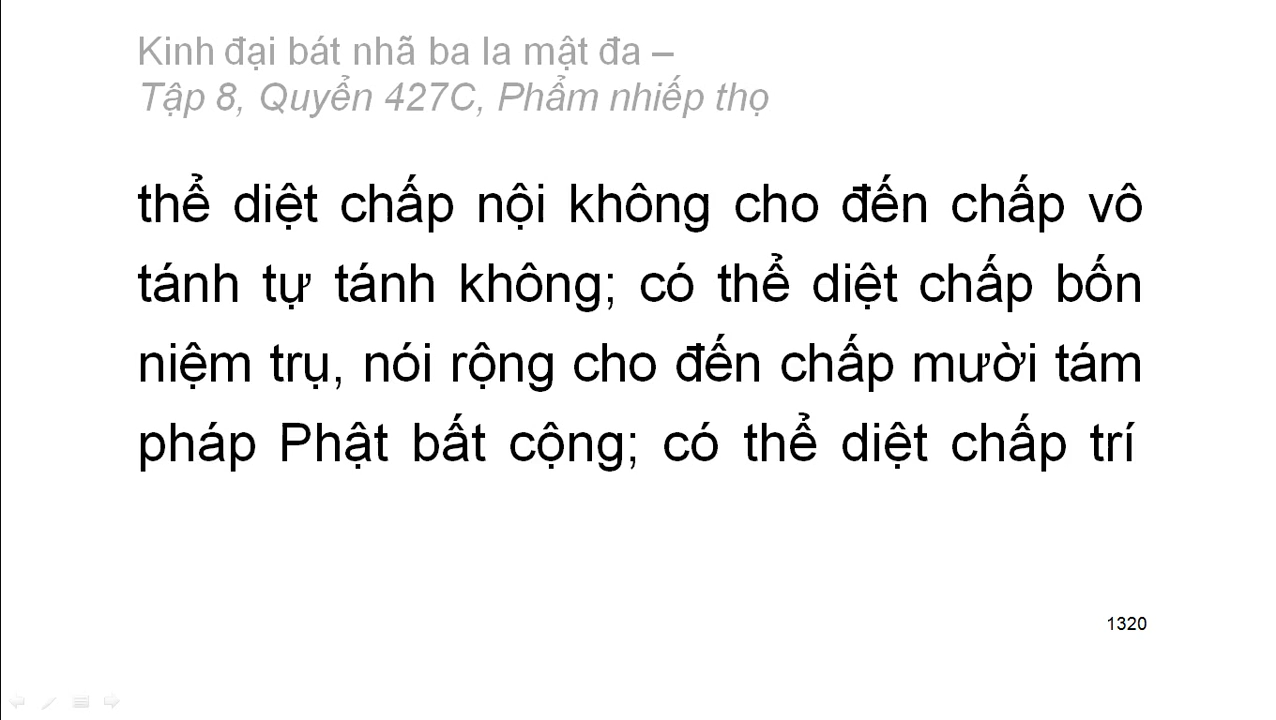 Kinh đại bát nhã ba la mật đa –
Tập 8, Quyển 427C, Phẩm nhiếp thọ
thể diệt chấp nội không cho đến chấp vô
tánh tự tánh không; có thể diệt chấp bốn
niệm trụ, nói rộng cho đến chấp mười tám
pháp Phật bất cộng; có thể diệt chấp trí
1320